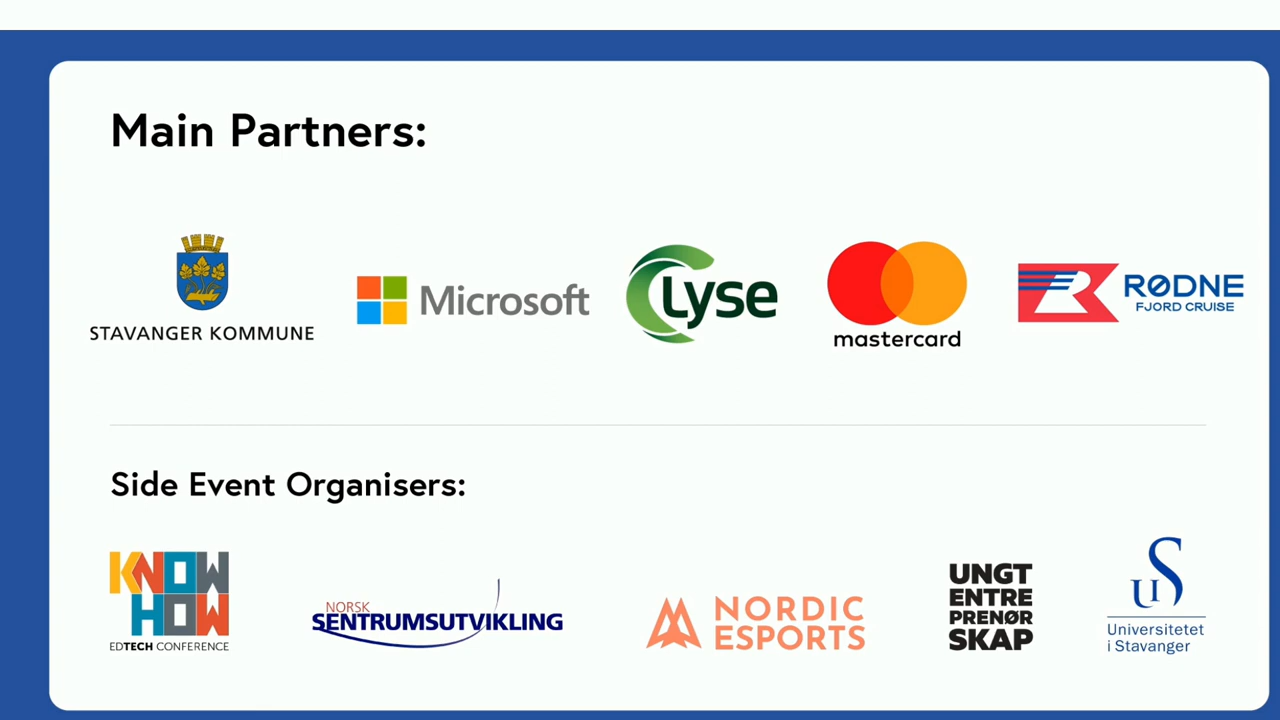 Main Partners:
STAVANGER KOMMUNE
Microsoft
Lyse
mastercard
RØDNE
FJORD CRUISE
Side Event Organisers:
KNOW
HOW
EDTECH CONFERENCE
NORSK
SENTRUMSUTVIKLING
NORDIC
ESPORTS
UNGT
ENTRE
PRENØR
SKAP
uS
Universitetet
i Stavanger